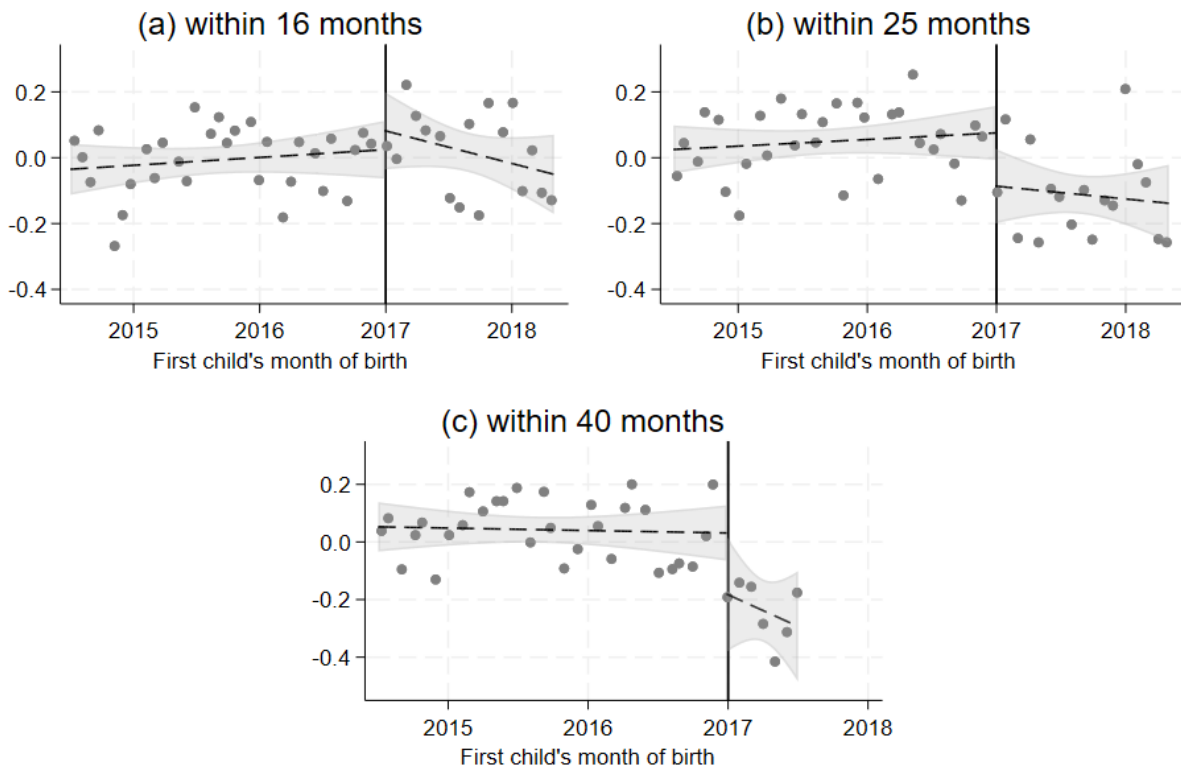 (a) within 16 months
0.2
0.0
-0.2
-0.4
2015 2016 2017 2018
First child's month of birth
(b) within 25 months
0.2
0.0
-0.2
-0.4
2015 2016 2017 2018
First child's month of birth
(c) within 40 months
0.2
0.0
-0.2
-0.4
2015 2016 2017 2018
First child's month of birth